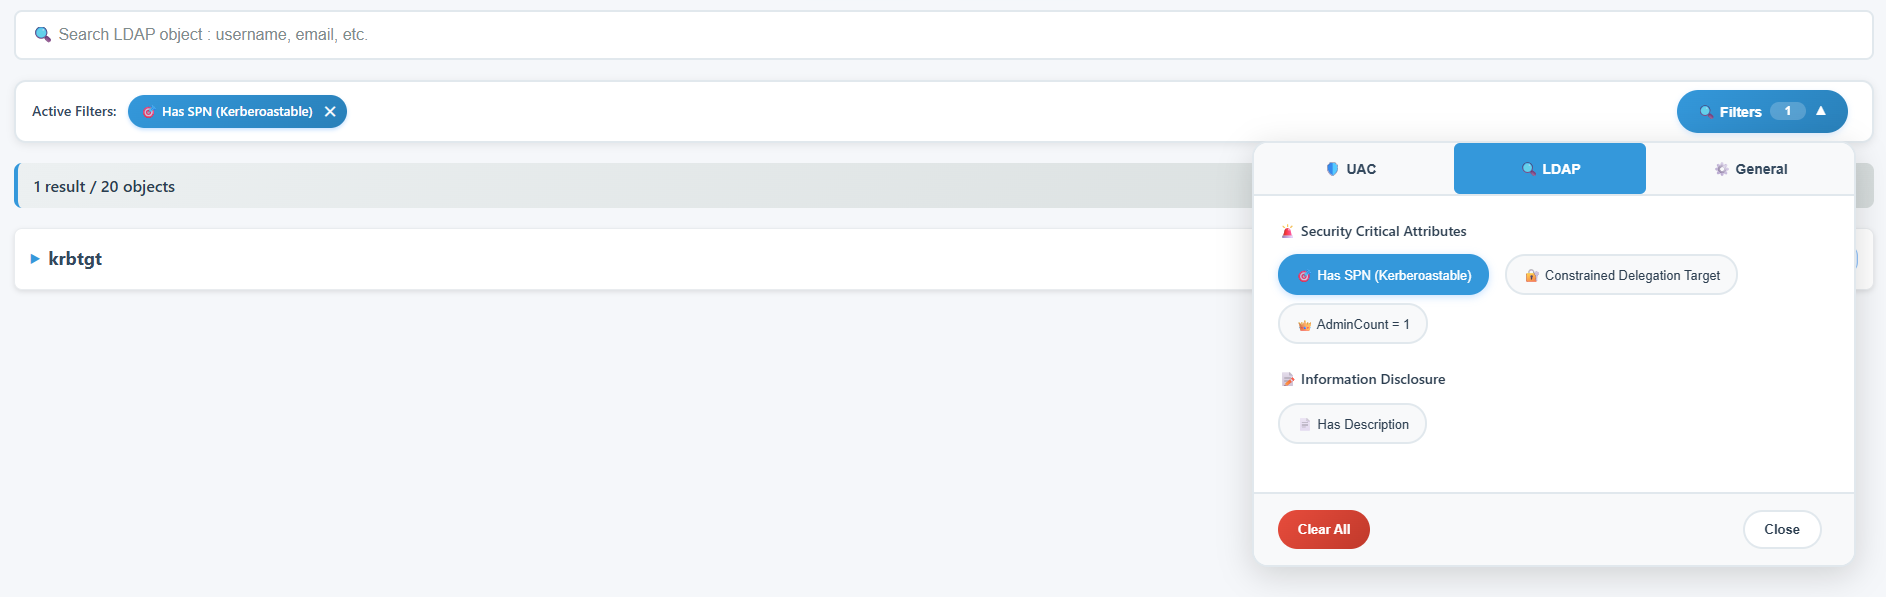 Search LDAP object : username, email, etc.
Active Filters: Has SPN (Kerberoastable) ✕
Filters 1 ▲
UAC LDAP General
1 result / 20 objects
Security Critical Attributes
▶ krbtgt
Has SPN (Kerberoastable) Constrained Delegation Target
AdminCount = 1
Information Disclosure
Has Description
Clear All Close